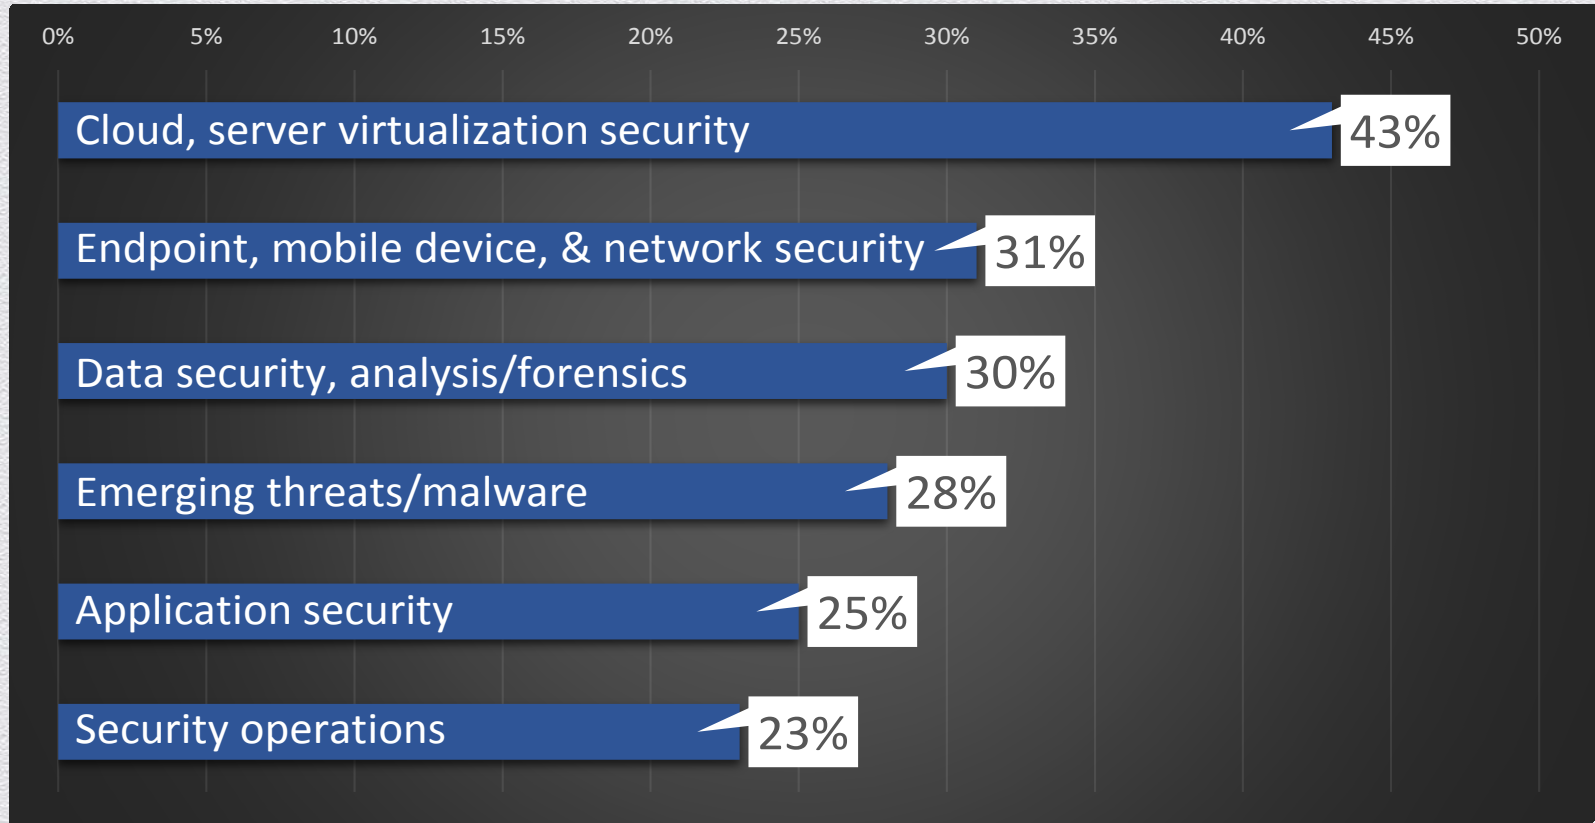 0% 5% 10% 15% 20% 25% 30% 35% 40% 45% 50%
Cloud, server virtualization security 43%
Endpoint, mobile device, & network security 31%
Data security, analysis/forensics 30%
Emerging threats/malware 28%
Application security 25%
Security operations 23%